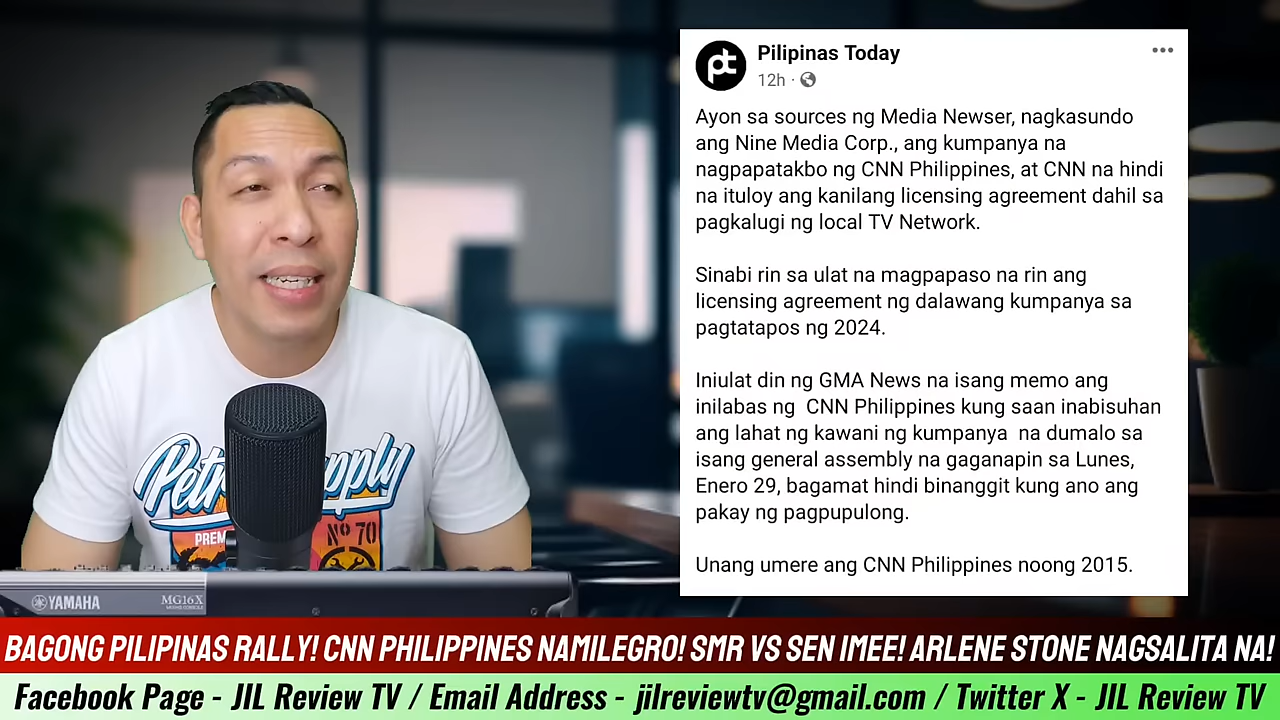 Pilipinas Today
12h ·
Ayon sa sources ng Media Newser, nagkasundo
ang Nine Media Corp., ang kumpanya na
nagpapatakbo ng CNN Philippines, at CNN na hindi
na ituloy ang kanilang licensing agreement dahil sa
pagkalugi ng local TV Network.
Sinabi rin sa ulat na magpapaso na rin ang
licensing agreement ng dalawang kumpanya sa
pagtatapos ng 2024.
Iniulat din ng GMA News na isang memo ang
inilabas ng CNN Philippines kung saan inabisuhan
ang lahat ng kawani ng kumpanya na dumalo sa
isang general assembly na gaganapin sa Lunes,
Enero 29, bagamat hindi binanggit kung ano ang
pakay ng pagpupulong.
Unang umere ang CNN Philippines noong 2015.
Nº 70
YAMAHA
MG16X
BAGONG PILIPINAS RALLY! CNN PHILIPPINES NAMILEGRO! SMR VS SEN IMEE! ARLENE STONE NAGSALITA NA!
Facebook Page - JIL Review TV / Email Address - jilreviewtv@gmail.com / Twitter X - JIL Review TV